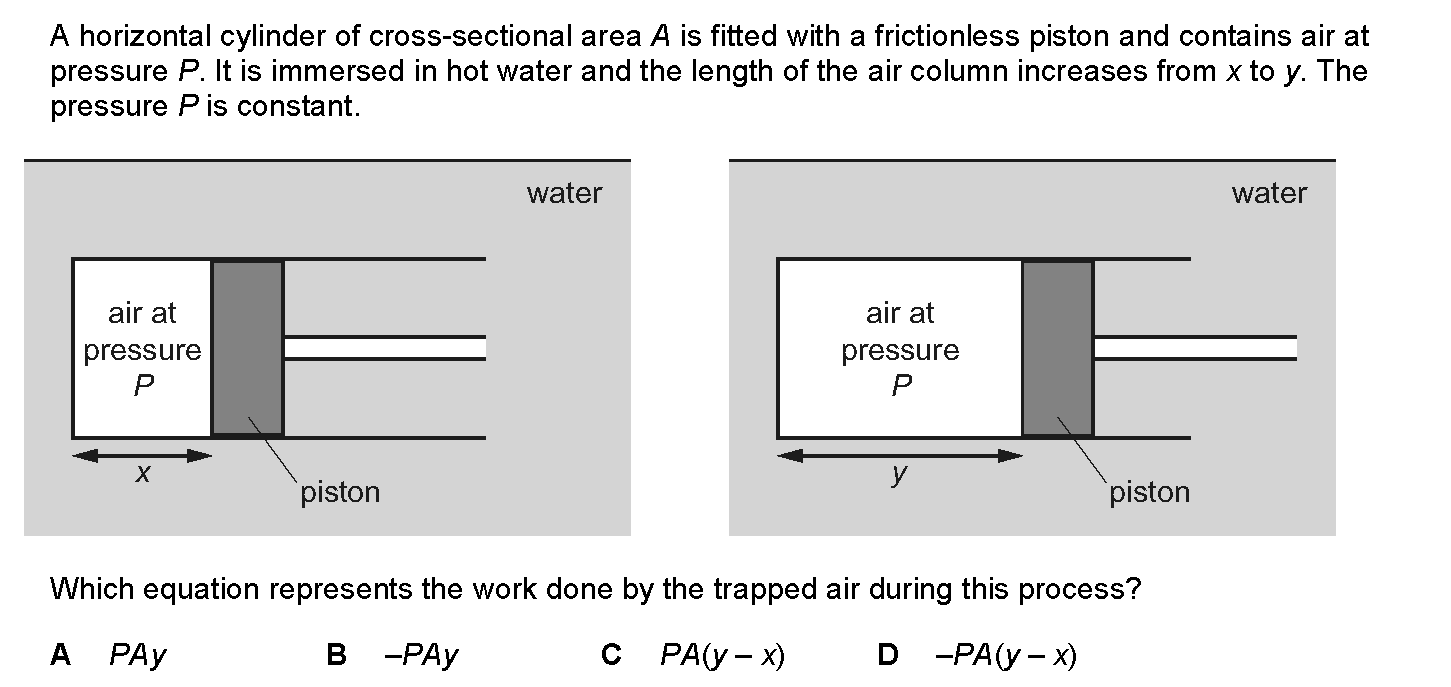 A horizontal cylinder of cross-sectional area A is fitted with a frictionless piston and contains air at
pressure P. It is immersed in hot water and the length of the air column increases from x to y. The
pressure P is constant.
water
air at
pressure
P
x
piston
water
air at
pressure
P
y
piston
Which equation represents the work done by the trapped air during this process?
A PAy B –PAy C PA(y – x) D –PA(y – x)